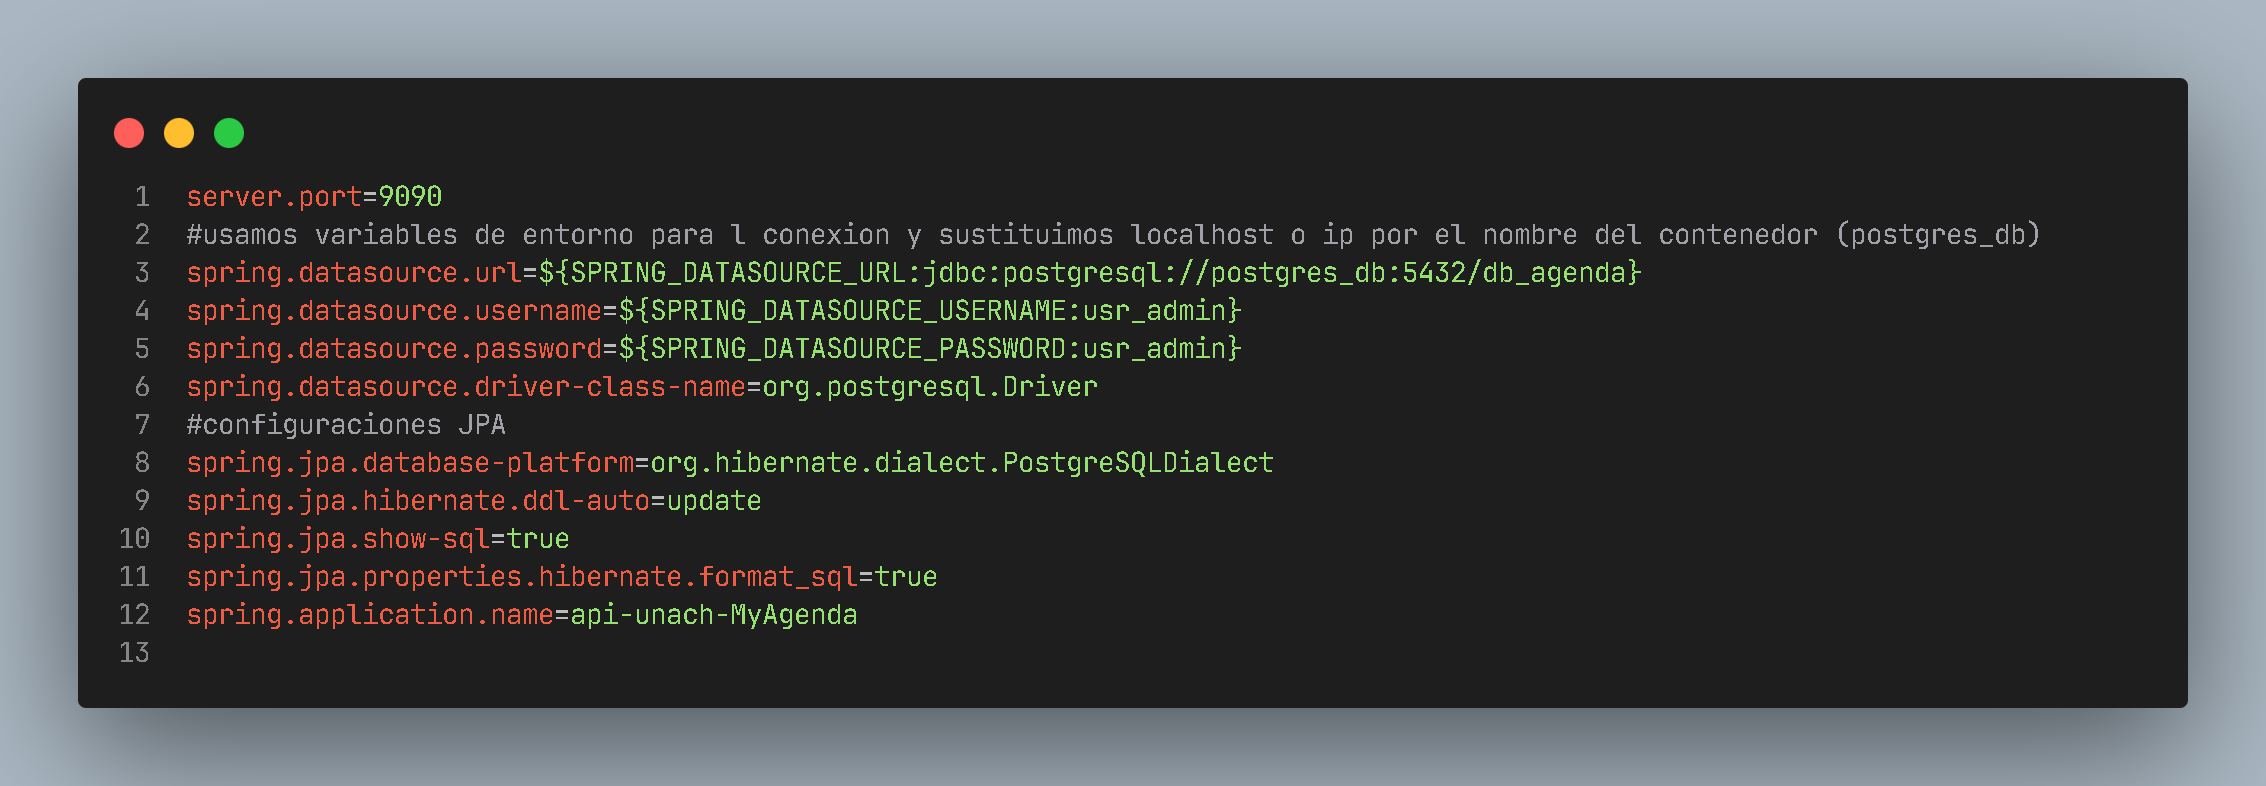 1 server.port=9090
2 #usamos variables de entorno para l conexion y sustituimos localhost o ip por el nombre del contenedor (postgres_db)
3 spring.datasource.url=${SPRING_DATASOURCE_URL:jdbc:postgresql://postgres_db:5432/db_agenda}
4 spring.datasource.username=${SPRING_DATASOURCE_USERNAME:usr_admin}
5 spring.datasource.password=${SPRING_DATASOURCE_PASSWORD:usr_admin}
6 spring.datasource.driver-class-name=org.postgresql.Driver
7 #configuraciones JPA
8 spring.jpa.database-platform=org.hibernate.dialect.PostgreSQLDialect
9 spring.jpa.hibernate.ddl-auto=update
10 spring.jpa.show-sql=true
11 spring.jpa.properties.hibernate.format_sql=true
12 spring.application.name=api-unach-MyAgenda
13